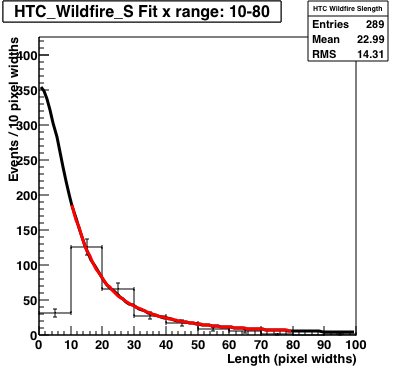 HTC_Wildfire_S Fit x range: 10-80
HTC Wildfire Slength
Entries 289
Mean 22.99
RMS 14.31
Events / 10 pixel widths
400
350
300
250
200
150
100
50
0
0 10 20 30 40 50 60 70 80 90 100
Length (pixel widths)